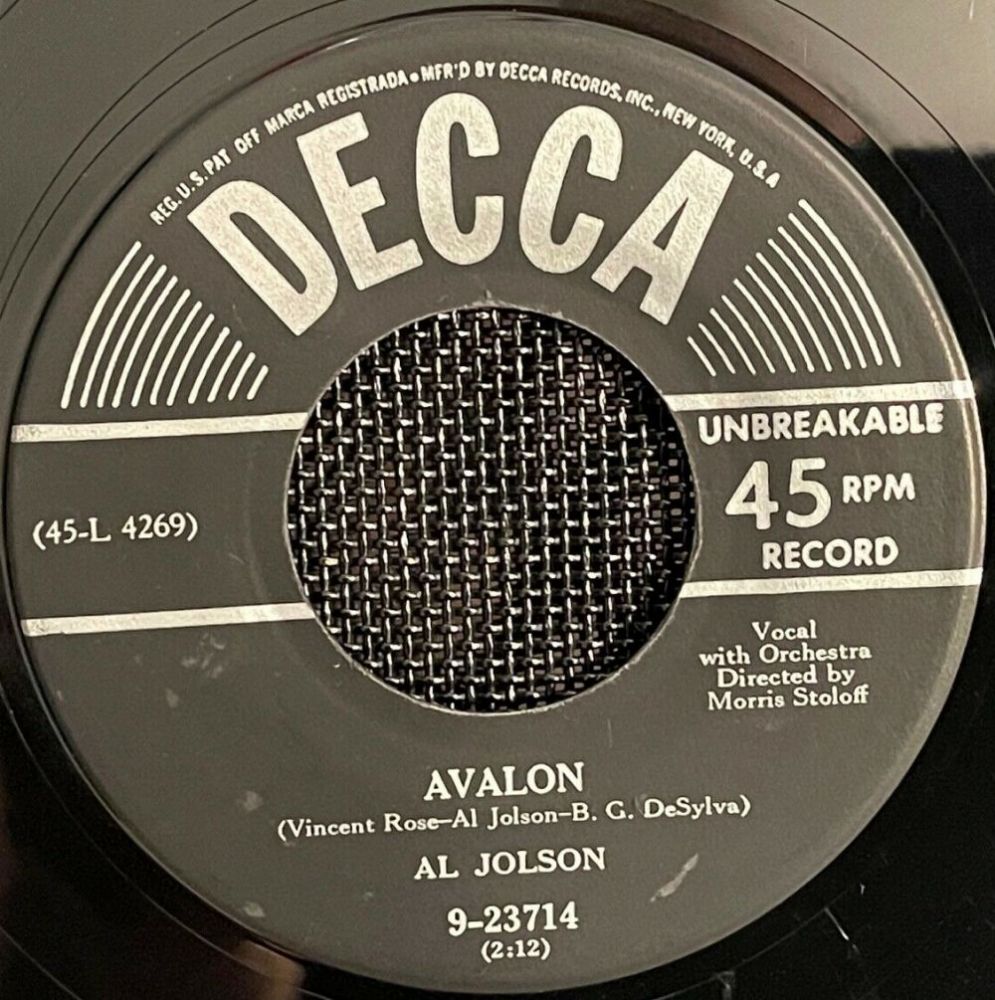 REG. U.S. PAT OFF MARCA REGISTRADA • MFR'D BY DECCA RECORDS, INC., NEW YORK, U.S.A
DECCA
UNBREAKABLE
45 RPM
RECORD
(45-L 4269)
Vocal
with Orchestra
Directed by
Morris Stoloff
AVALON
(Vincent Rose–Al Jolson–B. G. DeSylva)
AL JOLSON
9-23714
(2:12)